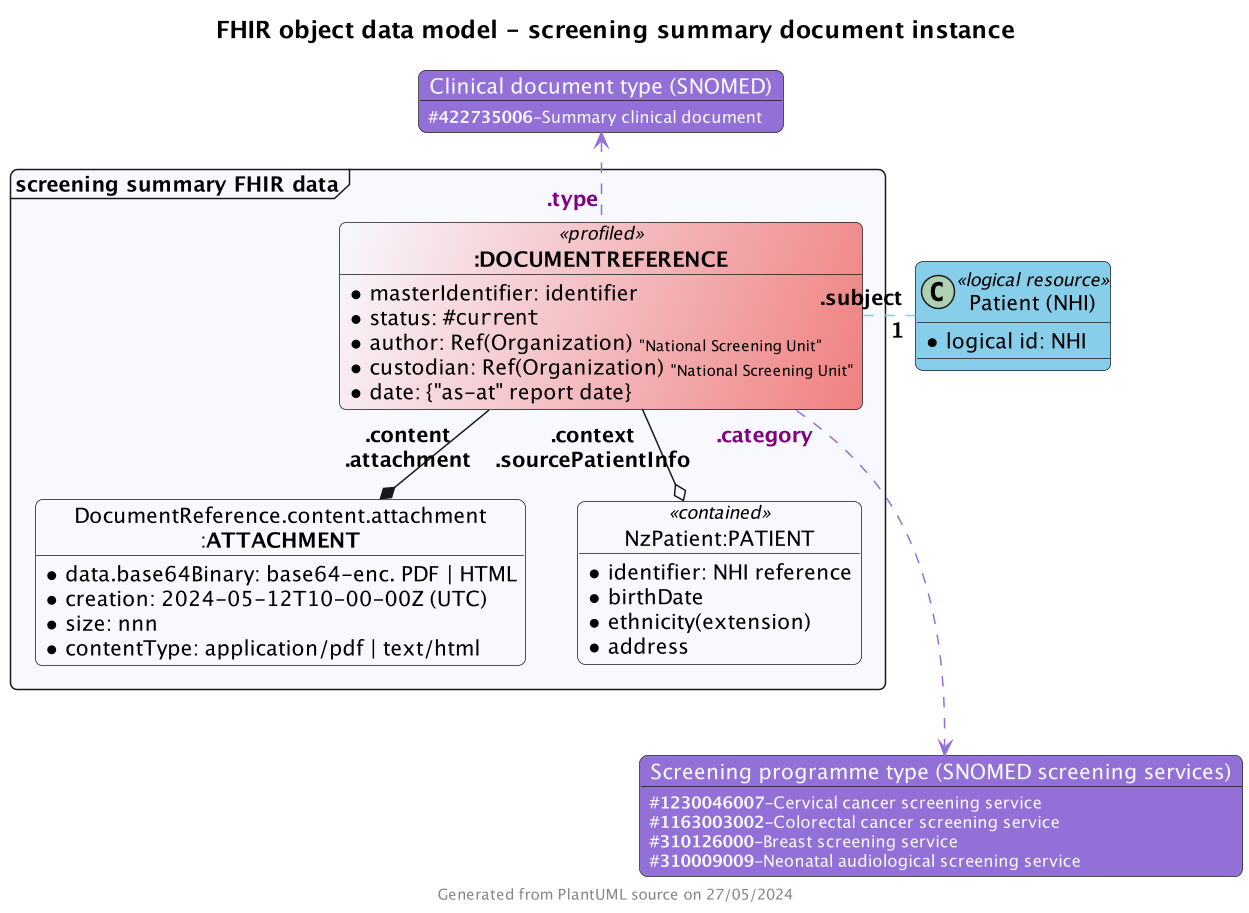 FHIR object data model - screening summary document instance
Clinical document type (SNOMED)
#422735006-Summary clinical document
screening summary FHIR data
.type
«profiled»
:DOCUMENTREFERENCE
masterIdentifier: identifier
status: #current
author: Ref(Organization) "National Screening Unit"
custodian: Ref(Organization) "National Screening Unit"
date: {"as-at" report date}
.subject
1
«logical resource»
C Patient (NHI)
logical id: NHI
.content
.attachment
.context
.sourcePatientInfo
.category
DocumentReference.content.attachment
:ATTACHMENT
data.base64Binary: base64-enc. PDF | HTML
creation: 2024-05-12T10-00-00Z (UTC)
size: nnn
contentType: application/pdf | text/html
«contained»
NzPatient:PATIENT
identifier: NHI reference
birthDate
ethnicity(extension)
address
Screening programme type (SNOMED screening services)
#1230046007-Cervical cancer screening service
#1163003002-Colorectal cancer screening service
#310126000-Breast screening service
#310009009-Neonatal audiological screening service
Generated from PlantUML source on 27/05/2024